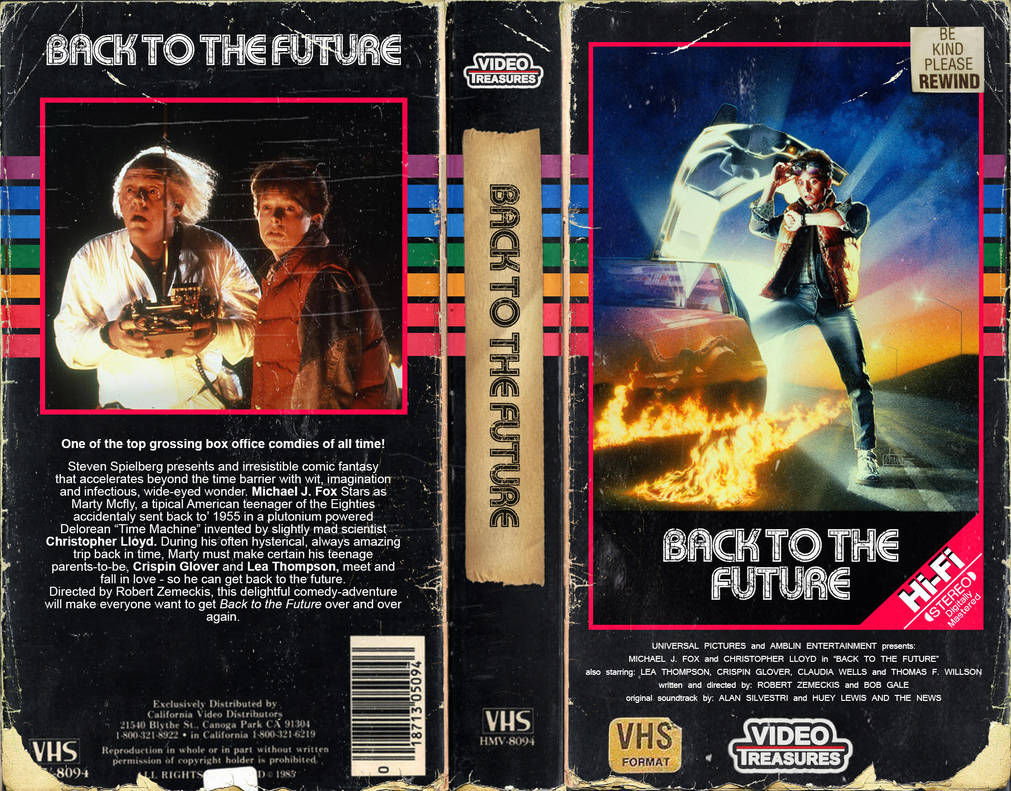 BACK TO THE FUTURE
One of the top grossing box office comdies of all time!
Steven Spielberg presents and irresistible comic fantasy
that accelerates beyond the time barrier with wit, imagination
and infectious, wide-eyed wonder. Michael J. Fox Stars as
Marty Mcfly, a tipical American teenager of the Eighties
accidentaly sent back to' 1955 in a plutonium powered
Delorean “Time Machine” invented by slightly mad scientist
Christopher Lloyd. During his often hysterical, always amazing
trip back in time, Marty must make certain his teenage
parents-to-be, Crispin Glover and Lea Thompson, meet and
fall in love - so he can get back to the future.
Directed by Robert Zemeckis, this delightful comedy-adventure
will make everyone want to get Back to the Future over and over
again.
Exclusively Distributed by
California Video Distributors
21540 Blythe St., Canoga Park CA 91304
1-800-321-8922 • in California 1-800-321-6219
Reproduction in whole or in part without written
permission of copyright holder is prohibited.
ALL RIGHTS D © 1985
VHS
8094
0
18713 05094
VIDEO
TREASURES
BACK TO THE FUTURE
VHS
HMV-8094
BE
KIND
PLEASE
REWIND
BACK TO THE
FUTURE
Hi-Fi
STEREO
Digitally
Mastered
UNIVERSAL PICTURES and AMBLIN ENTERTAINMENT presents:
MICHAEL J. FOX and CHRISTOPHER LLOYD in “BACK TO THE FUTURE”
also starring: LEA THOMPSON, CRISPIN GLOVER, CLAUDIA WELLS and THOMAS F. WILLSON
written and directed by: ROBERT ZEMECKIS and BOB GALE
original soundtrack by: ALAN SILVESTRI and HUEY LEWIS AND THE NEWS
VHS
FORMAT
VIDEO
TREASURES